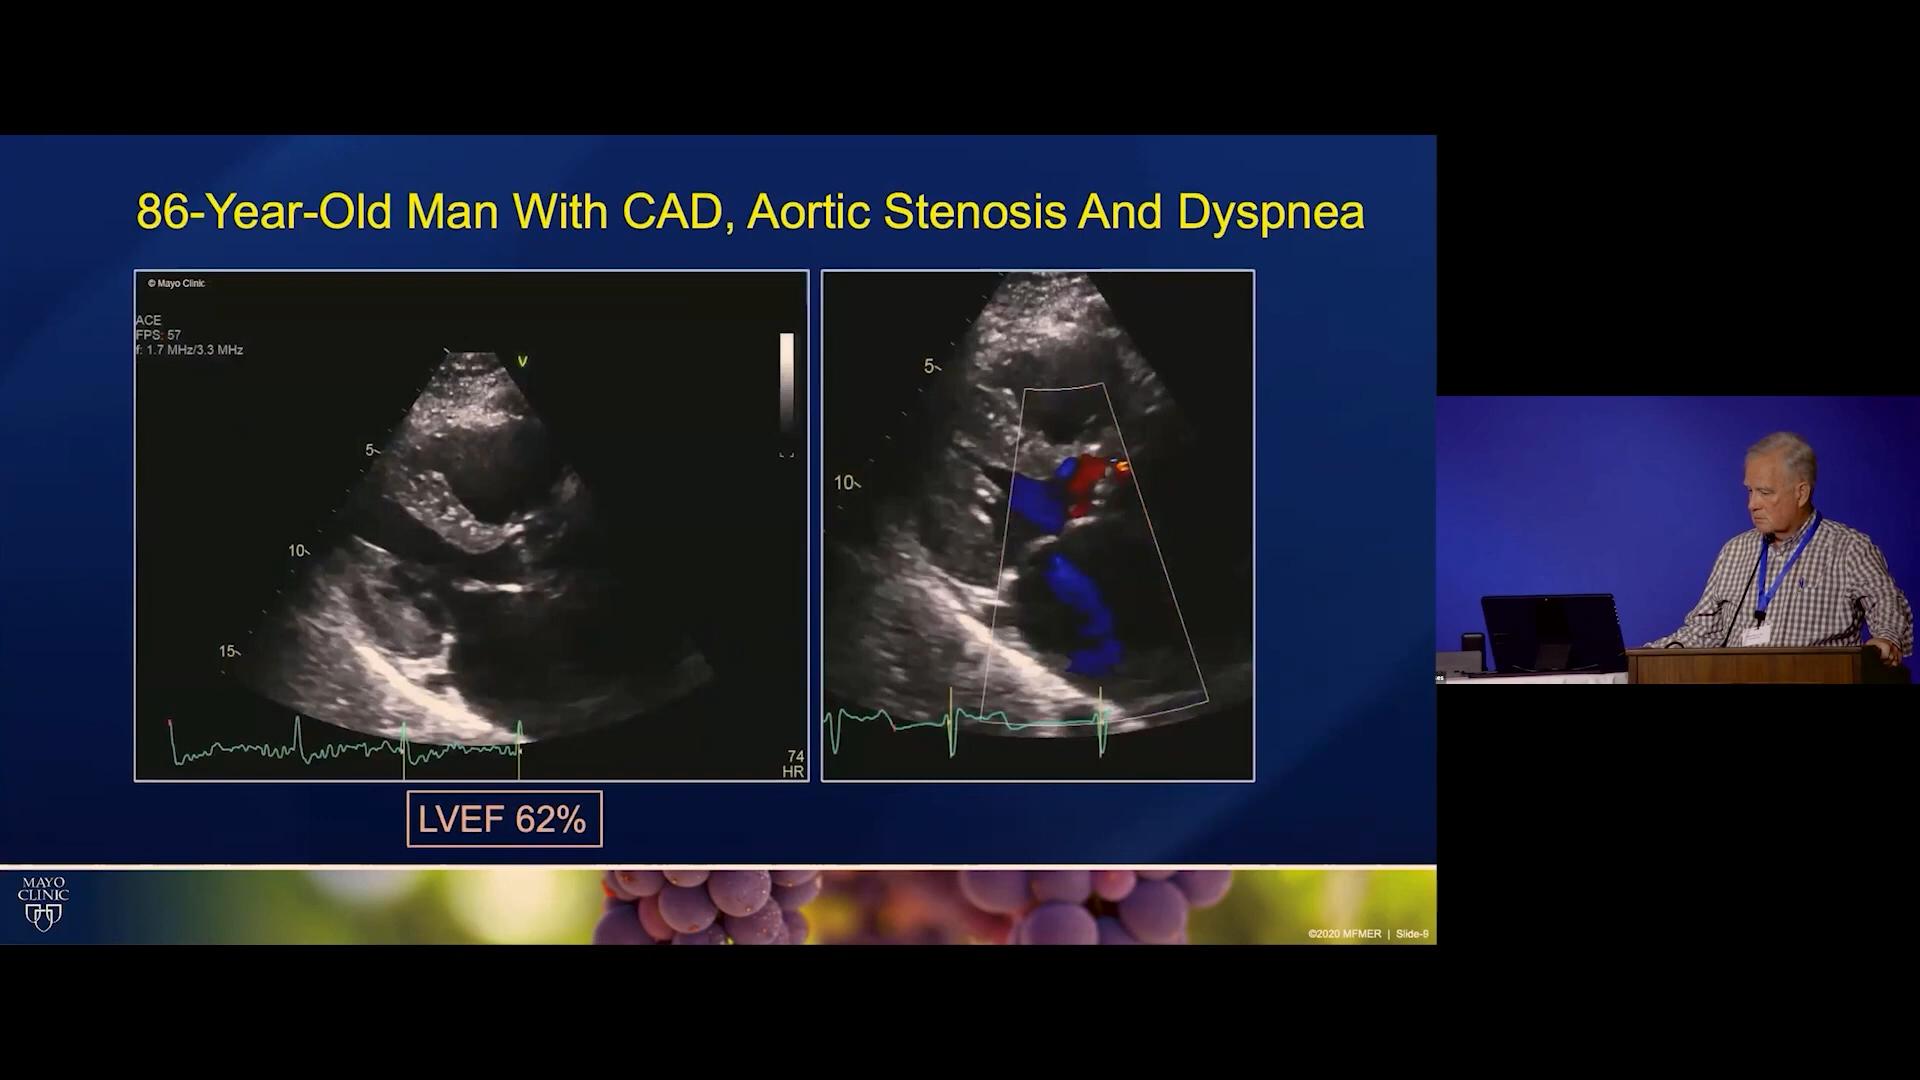 86-Year-Old Man With CAD, Aortic Stenosis And Dyspnea
© Mayo Clinic
ACE
FPS: 57
f: 1.7 MHz/3.3 MHz
V
5
10
15
74
HR
5
10
LVEF 62%
MAYO
CLINIC
©2020 MFMER | Slide-9